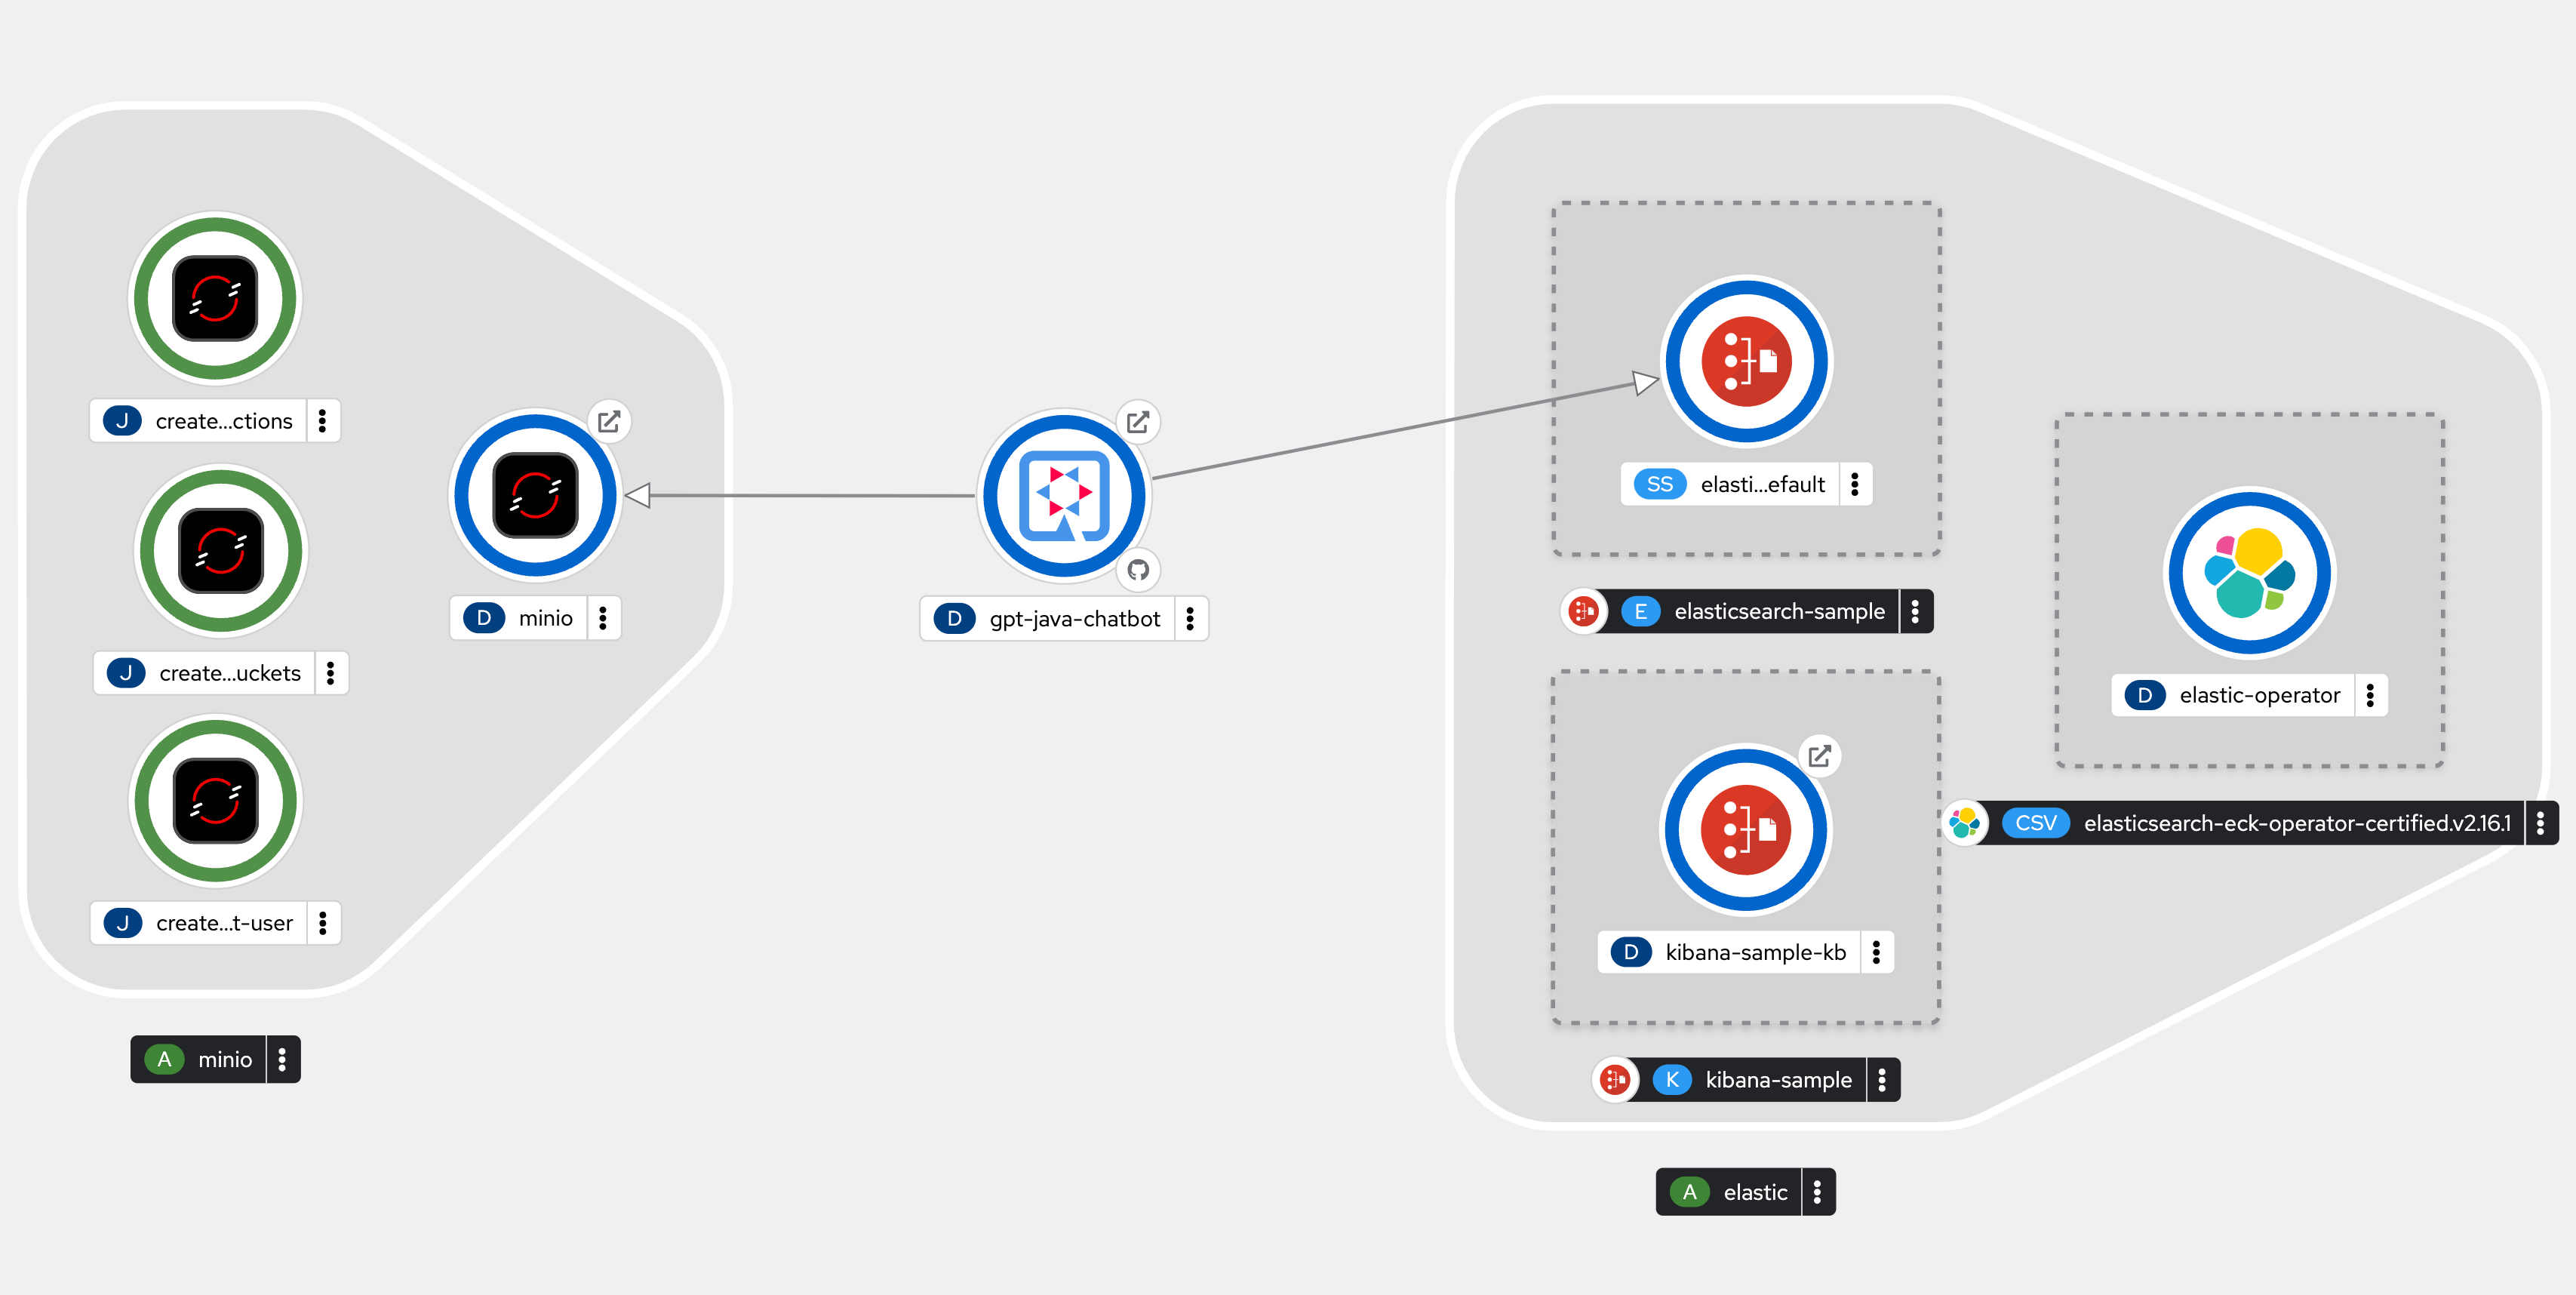 J create...ctions
J create...uckets
J create...t-user
D minio
A minio
D gpt-java-chatbot
SS elasti...efault
E elasticsearch-sample
D kibana-sample-kb
K kibana-sample
D elastic-operator
CSV elasticsearch-eck-operator-certified.v2.16.1
A elastic